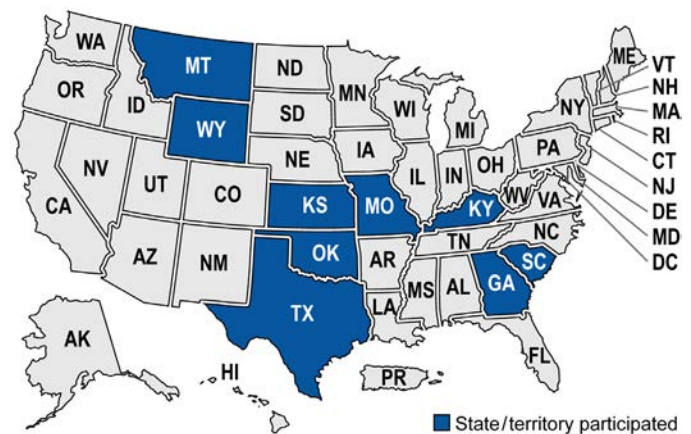 WA
MT
ND
MN
ME
VT
NH
MA
RI
CT
NJ
DE
MD
DC
OR
ID
WY
SD
WI
MI
NY
NE
IA
IL
IN
OH
PA
NV
UT
CO
KS
MO
KY
WV
VA
CA
AZ
NM
OK
AR
TN
NC
SC
TX
LA
MS
AL
GA
FL
AK
HI
PR
State/territory participated